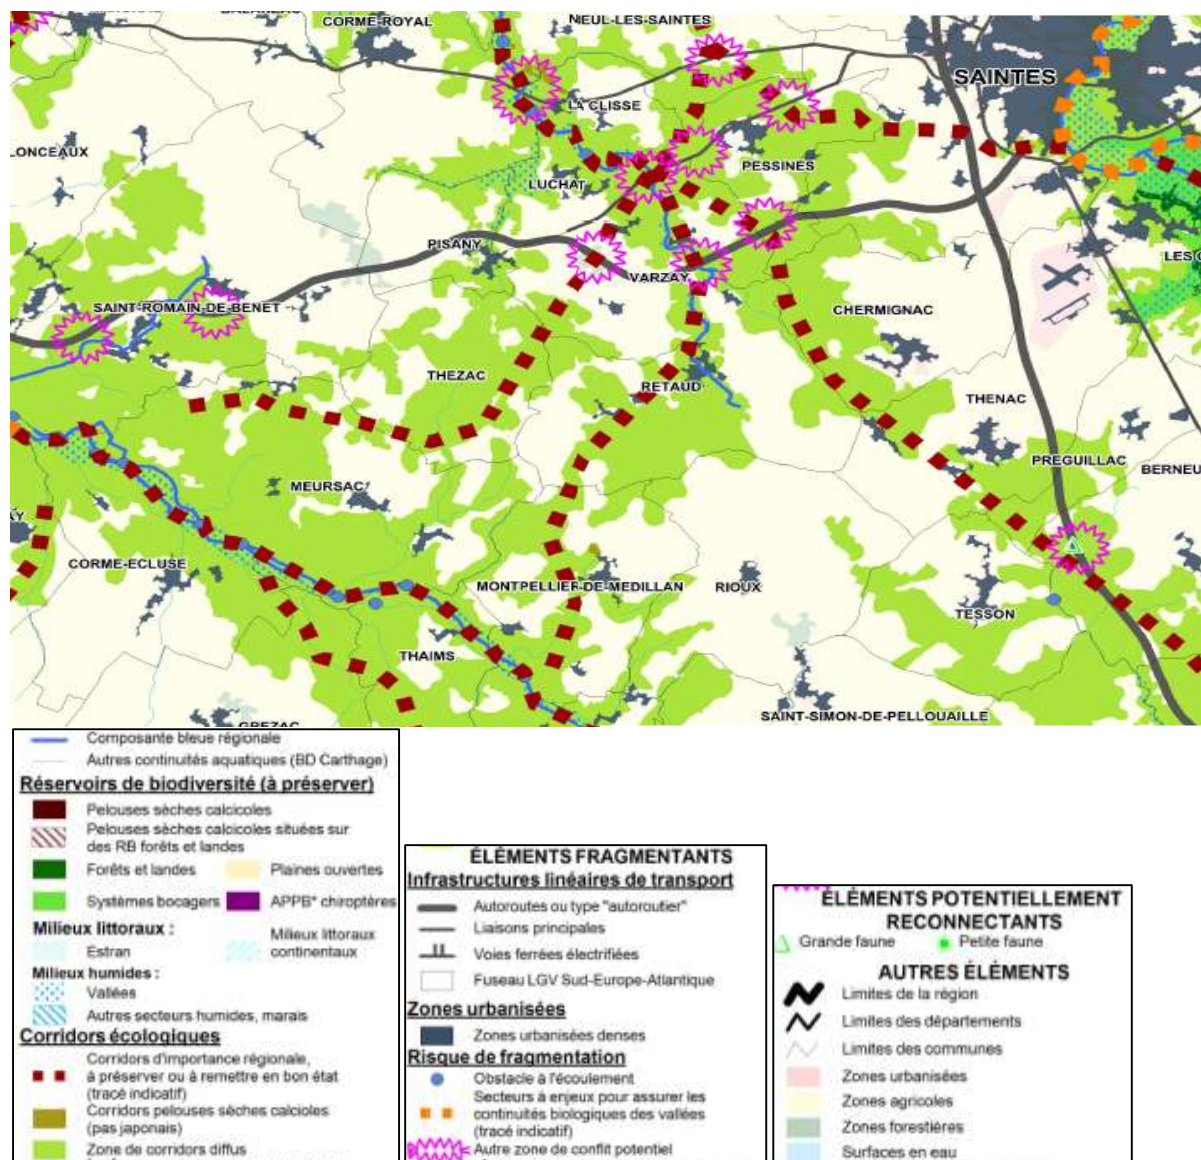 CORME-ROYAL
NEUL-LES-SAINTES
SAINTES
LA CLISSE
LONCEAUX
PESSINES
LUCHAT
PISANY
VARZAY
LES
SAINT-ROMAIN-DE-BENET
CHERMIGNAC
THEZAC
RETAUD
THENAC
PREGUILLAC
BERNEU
MEURSAC
AY
CORME-ECLUSE
MONTPELLIER-DE-MEDILLAN
RIOUX
TESSON
THAIMS
SAINT-SIMON-DE-PELLOUAILLE
GREZAC
Composante bleue régionale
Autres continuités aquatiques (BD Carthage)
Réservoirs de biodiversité (à préserver)
Pelouses sèches calcicoles
Pelouses sèches calcicoles situées sur
des RB forêts et landes
Forêts et landes
Plaines ouvertes
Systèmes bocagers
APPB* chiroptères
Milieux littoraux :
Estran
Milieux littoraux
continentaux
Milieux humides :
Vallées
Autres secteurs humides, marais
Corridors écologiques
Corridors d'importance régionale,
à préserver ou à remettre en bon état
(tracé indicatif)
Corridors pelouses sèches calcioles
(pas japonais)
Zone de corridors diffus
ÉLÉMENTS FRAGMENTANTS
Infrastructures linéaires de transport
Autoroutes ou type "autoroutier"
Liaisons principales
Voies ferrées électrifiées
Fuseau LGV Sud-Europe-Atlantique
Zones urbanisées
Zones urbanisées denses
Risque de fragmentation
Obstacle à l'écoulement
Secteurs à enjeux pour assurer les
continuités biologiques des vallées
(tracé indicatif)
Autre zone de conflit potentiel
ÉLÉMENTS POTENTIELLEMENT
RECONNECTANTS
Grande faune
Petite faune
AUTRES ÉLÉMENTS
Limites de la région
Limites des départements
Limites des communes
Zones urbanisées
Zones agricoles
Zones forestières
Surfaces en eau